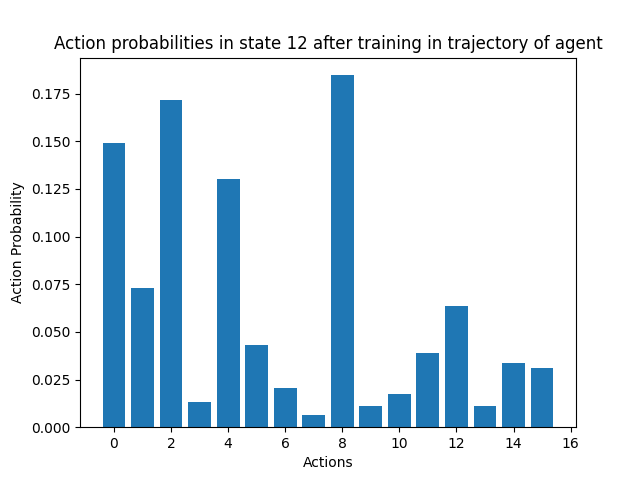 Action probabilities in state 12 after training in trajectory of agent
0.175
0.150
0.125
0.100
0.075
0.050
0.025
0.000
Action Probability
0 2 4 6 8 10 12 14 16
Actions